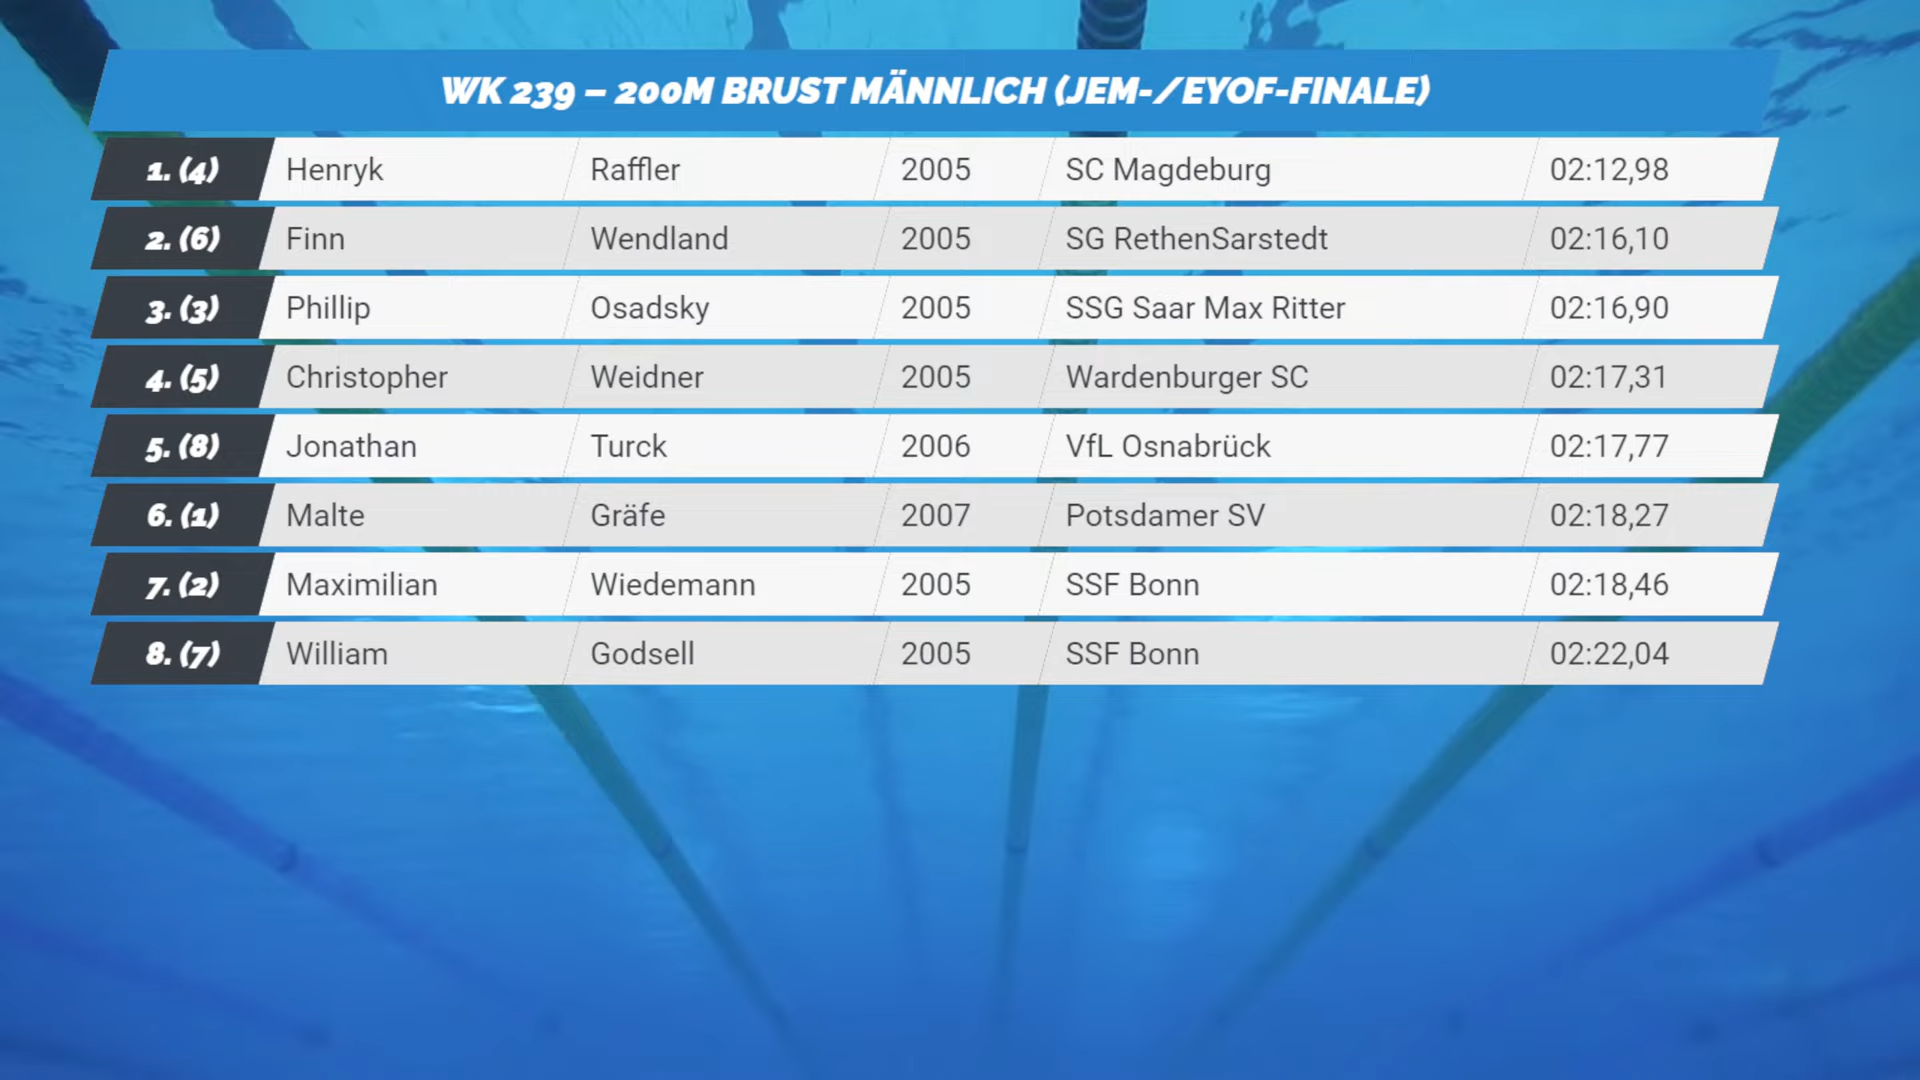 WK 239 – 200M BRUST MÄNNLICH (JEM-/EYOF-FINALE)
1. (4) Henryk Raffler 2005 SC Magdeburg 02:12,98
2. (6) Finn Wendland 2005 SG RethenSarstedt 02:16,10
3. (3) Phillip Osadsky 2005 SSG Saar Max Ritter 02:16,90
4. (5) Christopher Weidner 2005 Wardenburger SC 02:17,31
5. (8) Jonathan Turck 2006 VfL Osnabrück 02:17,77
6. (1) Malte Gräfe 2007 Potsdamer SV 02:18,27
7. (2) Maximilian Wiedemann 2005 SSF Bonn 02:18,46
8. (7) William Godsell 2005 SSF Bonn 02:22,04